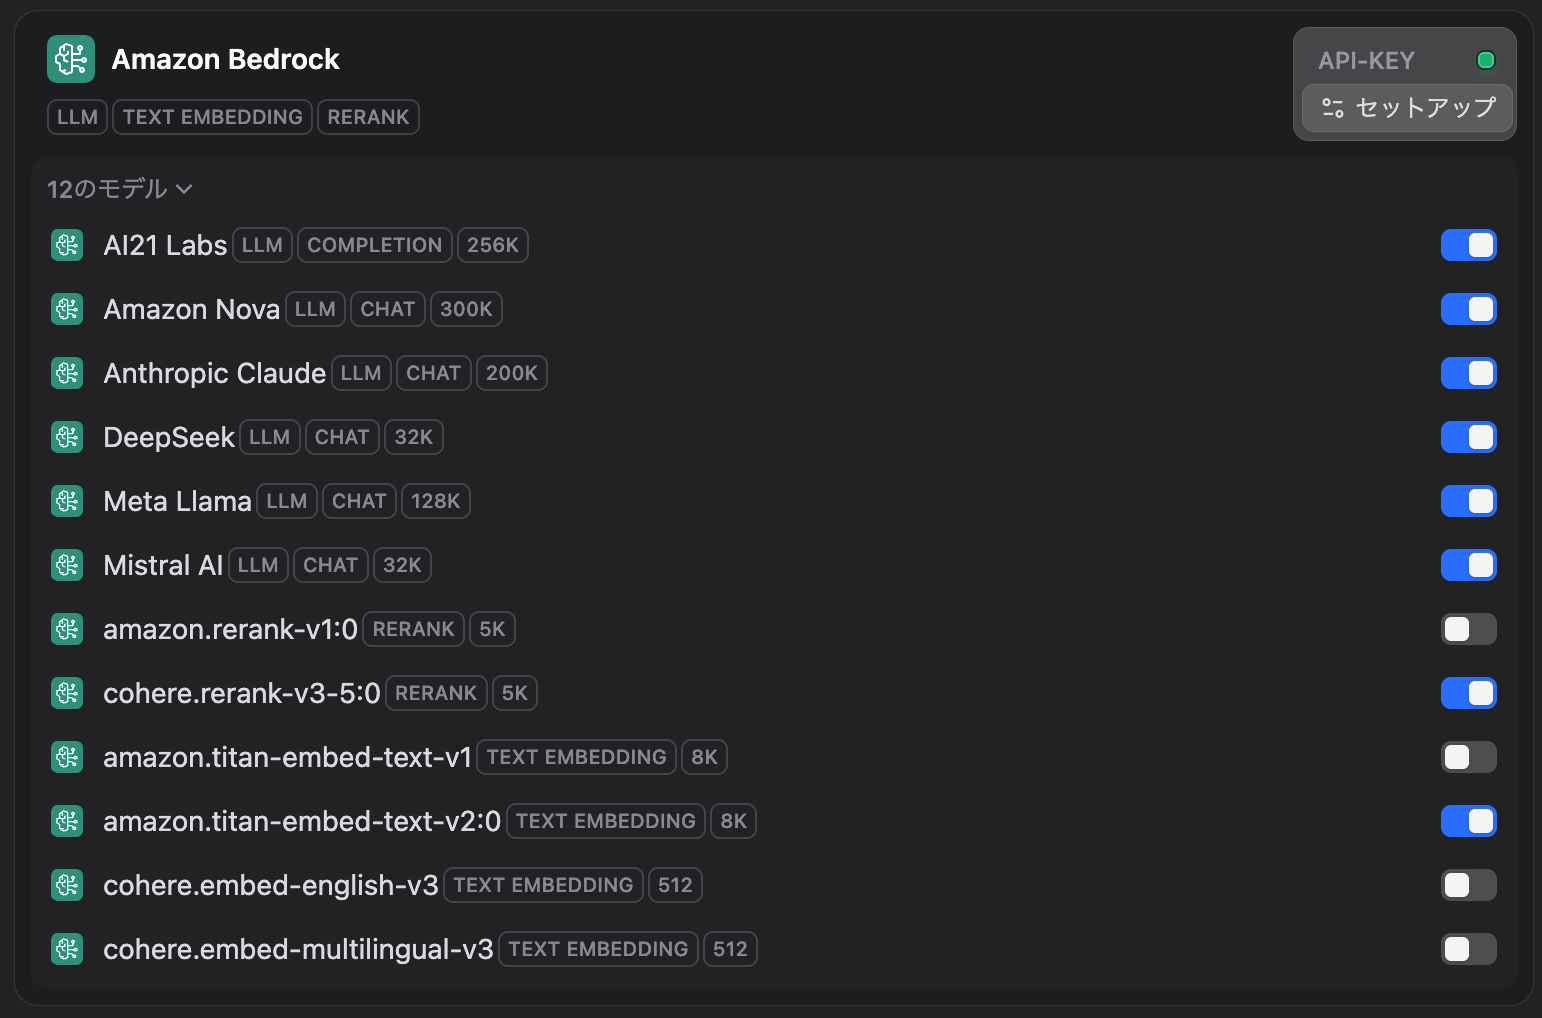 Amazon Bedrock
API-KEY
LLM TEXT EMBEDDING RERANK
セットアップ
12のモデル
AI21 Labs LLM COMPLETION 256K
Amazon Nova LLM CHAT 300K
Anthropic Claude LLM CHAT 200K
DeepSeek LLM CHAT 32K
Meta Llama LLM CHAT 128K
Mistral AI LLM CHAT 32K
amazon.rerank-v1:0 RERANK 5K
cohere.rerank-v3-5:0 RERANK 5K
amazon.titan-embed-text-v1 TEXT EMBEDDING 8K
amazon.titan-embed-text-v2:0 TEXT EMBEDDING 8K
cohere.embed-english-v3 TEXT EMBEDDING 512
cohere.embed-multilingual-v3 TEXT EMBEDDING 512